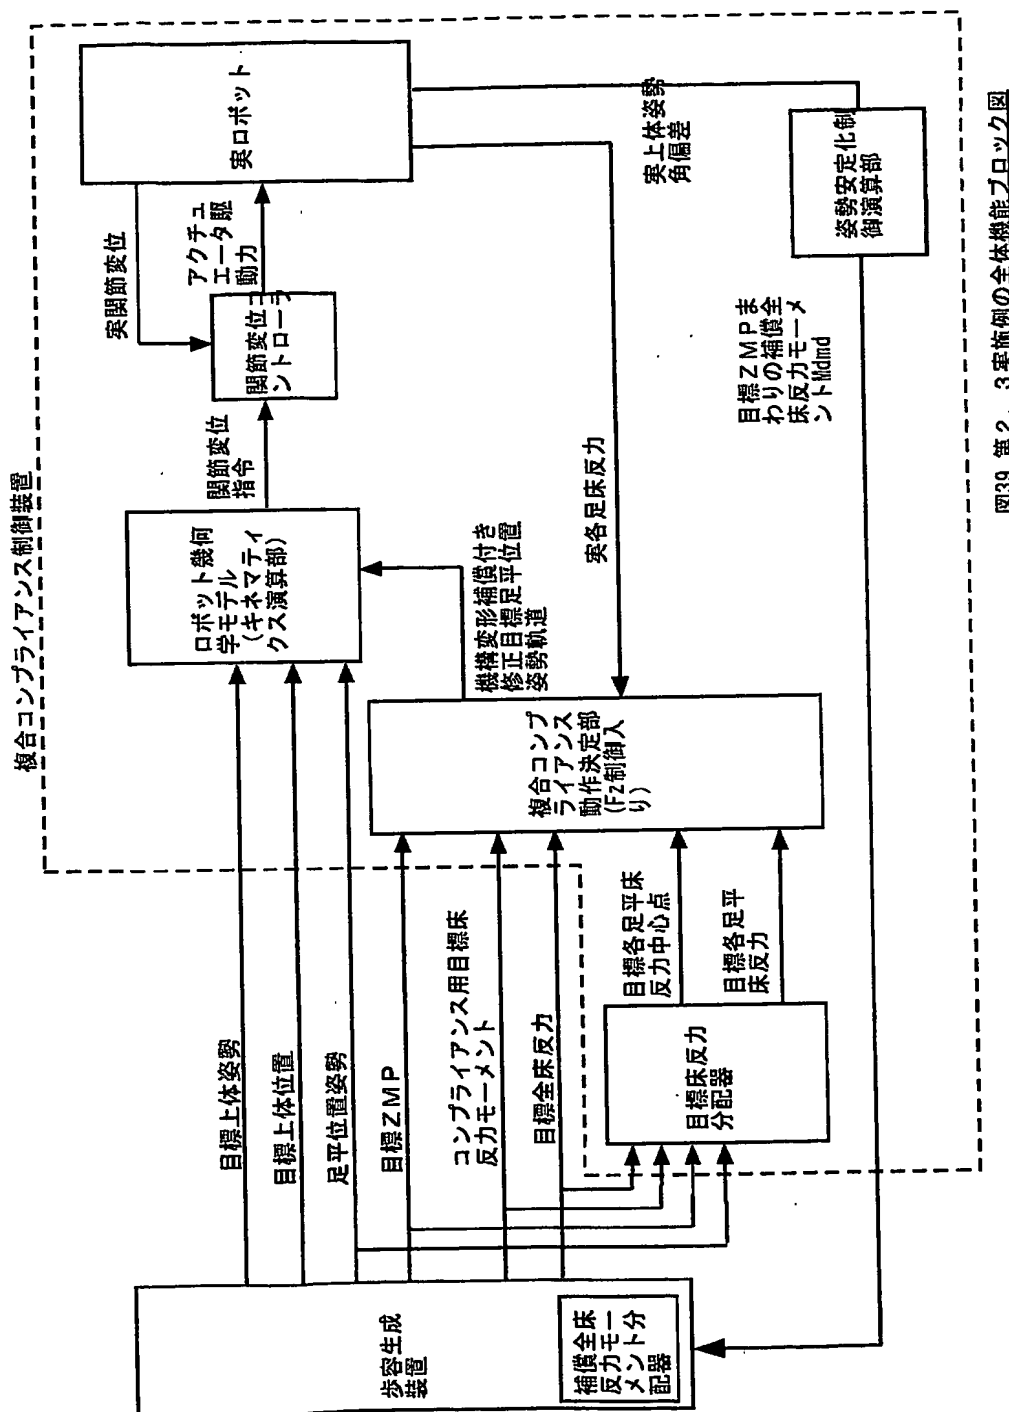 複合コンプライアンス制御装置
歩容生成
装置
補償全床
反力モー
メント分
配器
目標上体姿勢
目標上体位置
足平位置姿勢
目標ZMP
コンプライアンス用目標床
反力モーメント
目標全床反力
目標床反力
分配器
目標各足平床
反力中心点
目標各足平
床反力
複合コンプ
ライアンス
動作決定部
(Fz制御入
り)
機構変形補償付き
修正目標足平位置
姿勢軌道
ロボット幾何
学モデル
(キネマティ
クス演算部)
関節変位
指令
関節変位コ
ントローラ
実関節変位
アクチュ
エータ駆
動力
実ロボット
実各足床反力
実上体姿勢
角偏差
姿勢安定化制
御演算部
目標ZMPま
わりの補償全
床反力モーメ
ントMdmd
図39 第2、3実施例の全体機能ブロック図